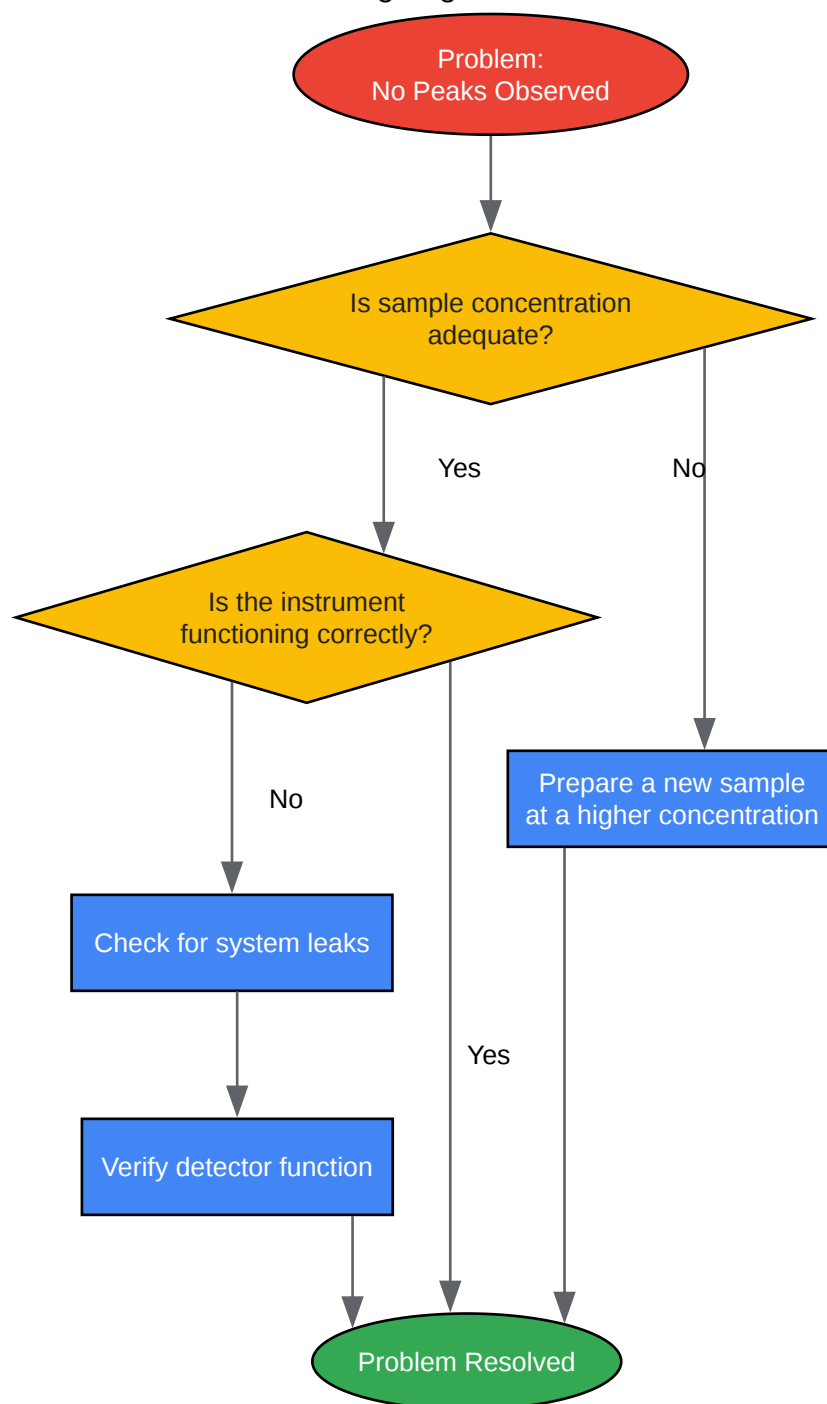 Problem:
No Peaks Observed
Is sample concentration
adequate?
Yes
No
Is the instrument
functioning correctly?
Prepare a new sample
at a higher concentration
No
Check for system leaks
Yes
Verify detector function
Problem Resolved